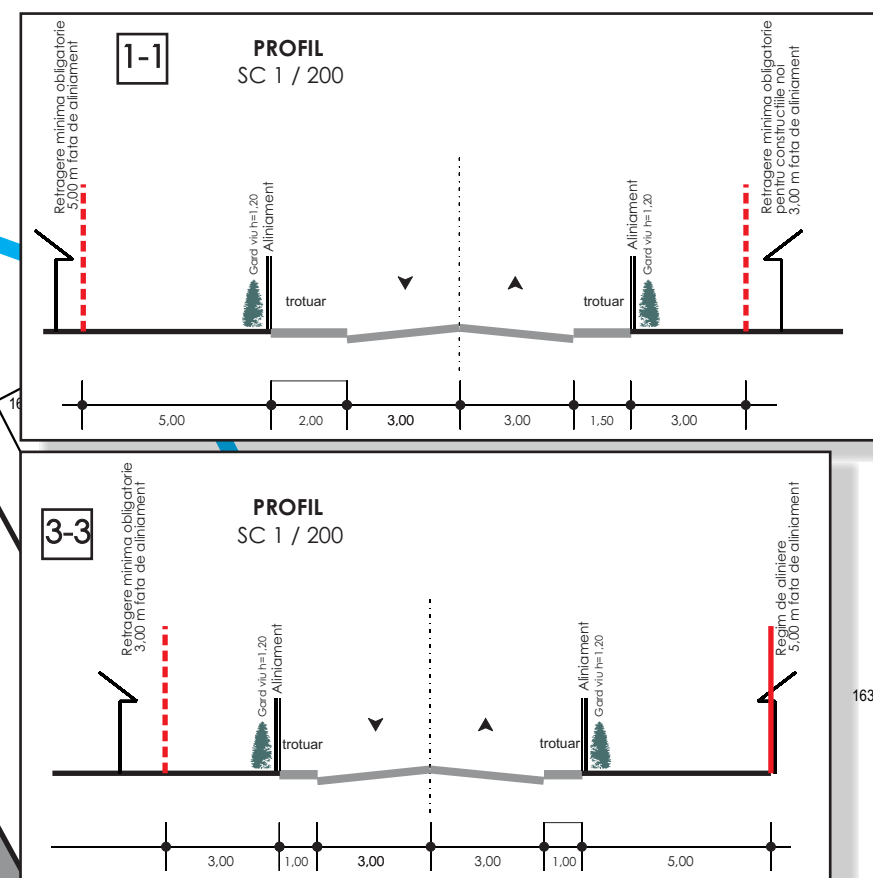 1-1
PROFIL
SC 1 / 200
Retragere minima obligatorie
5,00 m fata de aliniament
Gard viu h=1,20
Aliniament
trotuar
trotuar
Aliniament
Gard viu h=1,20
Retragere minima obligatorie
pentru constructiile noi
3,00 m fata de aliniament
5,00 2,00 3,00 3,00 1,50 3,00
3-3
PROFIL
SC 1 / 200
Retragere minima obligatorie
3,00 m fata de aliniament
Gard viu h=1,20
Aliniament
trotuar
trotuar
Aliniament
Gard viu h=1,20
Regim de aliniere
5,00 m fata de aliniament
3,00 1,00 3,00 3,00 1,00 5,00
163